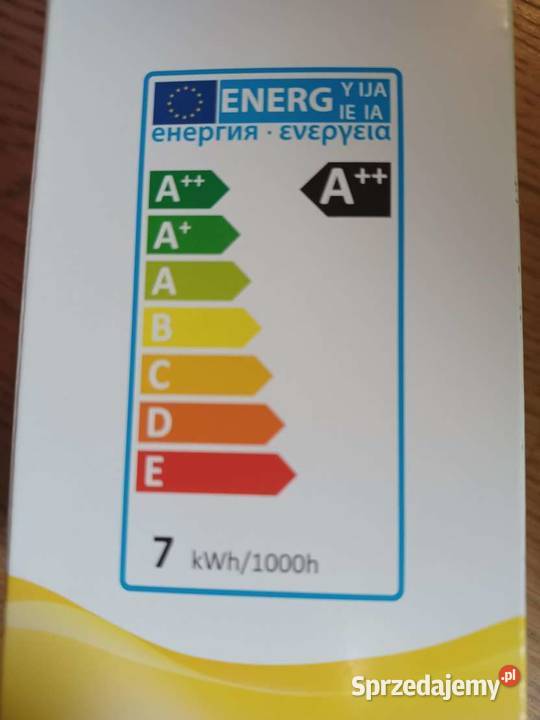 ENERG Y IJA
IE IA
енергия · ενεργεια
A++ A++
A+
A
B
C
D
E
7 kWh/1000h
Sprzedajemy.pl